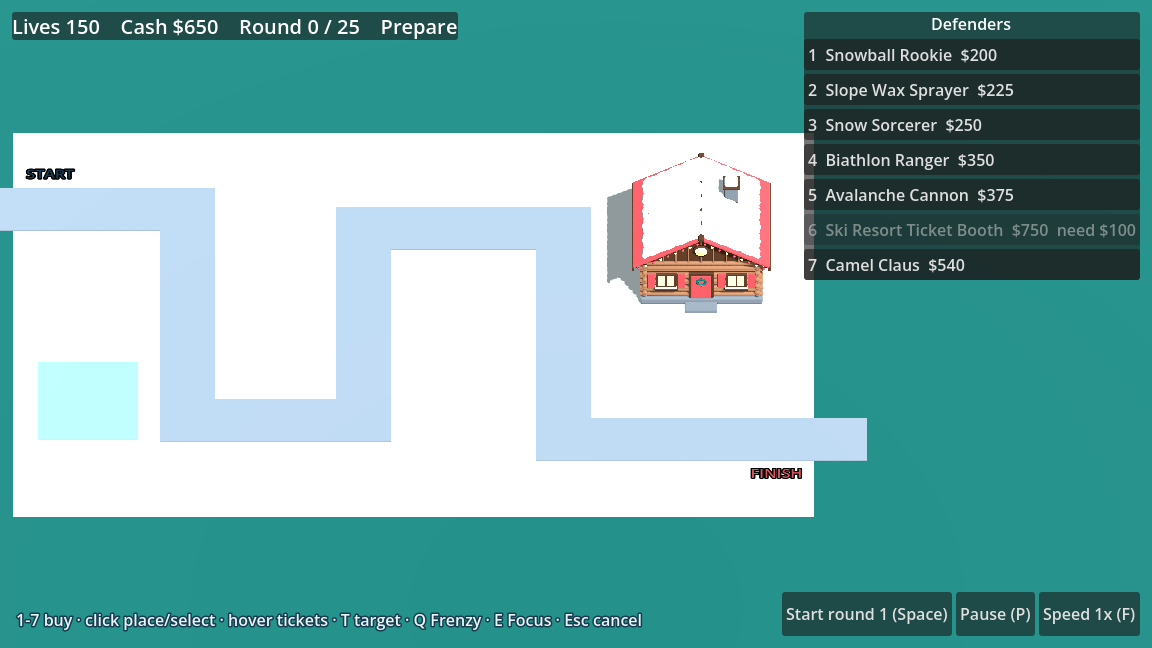 Lives 150 Cash $650 Round 0 / 25 Prepare
Defenders
1 Snowball Rookie $200
2 Slope Wax Sprayer $225
3 Snow Sorcerer $250
4 Biathlon Ranger $350
5 Avalanche Cannon $375
6 Ski Resort Ticket Booth $750 need $100
7 Camel Claus $540
START
FINISH
1-7 buy · click place/select · hover tickets · T target · Q Frenzy · E Focus · Esc cancel
Start round 1 (Space) Pause (P) Speed 1x (F)